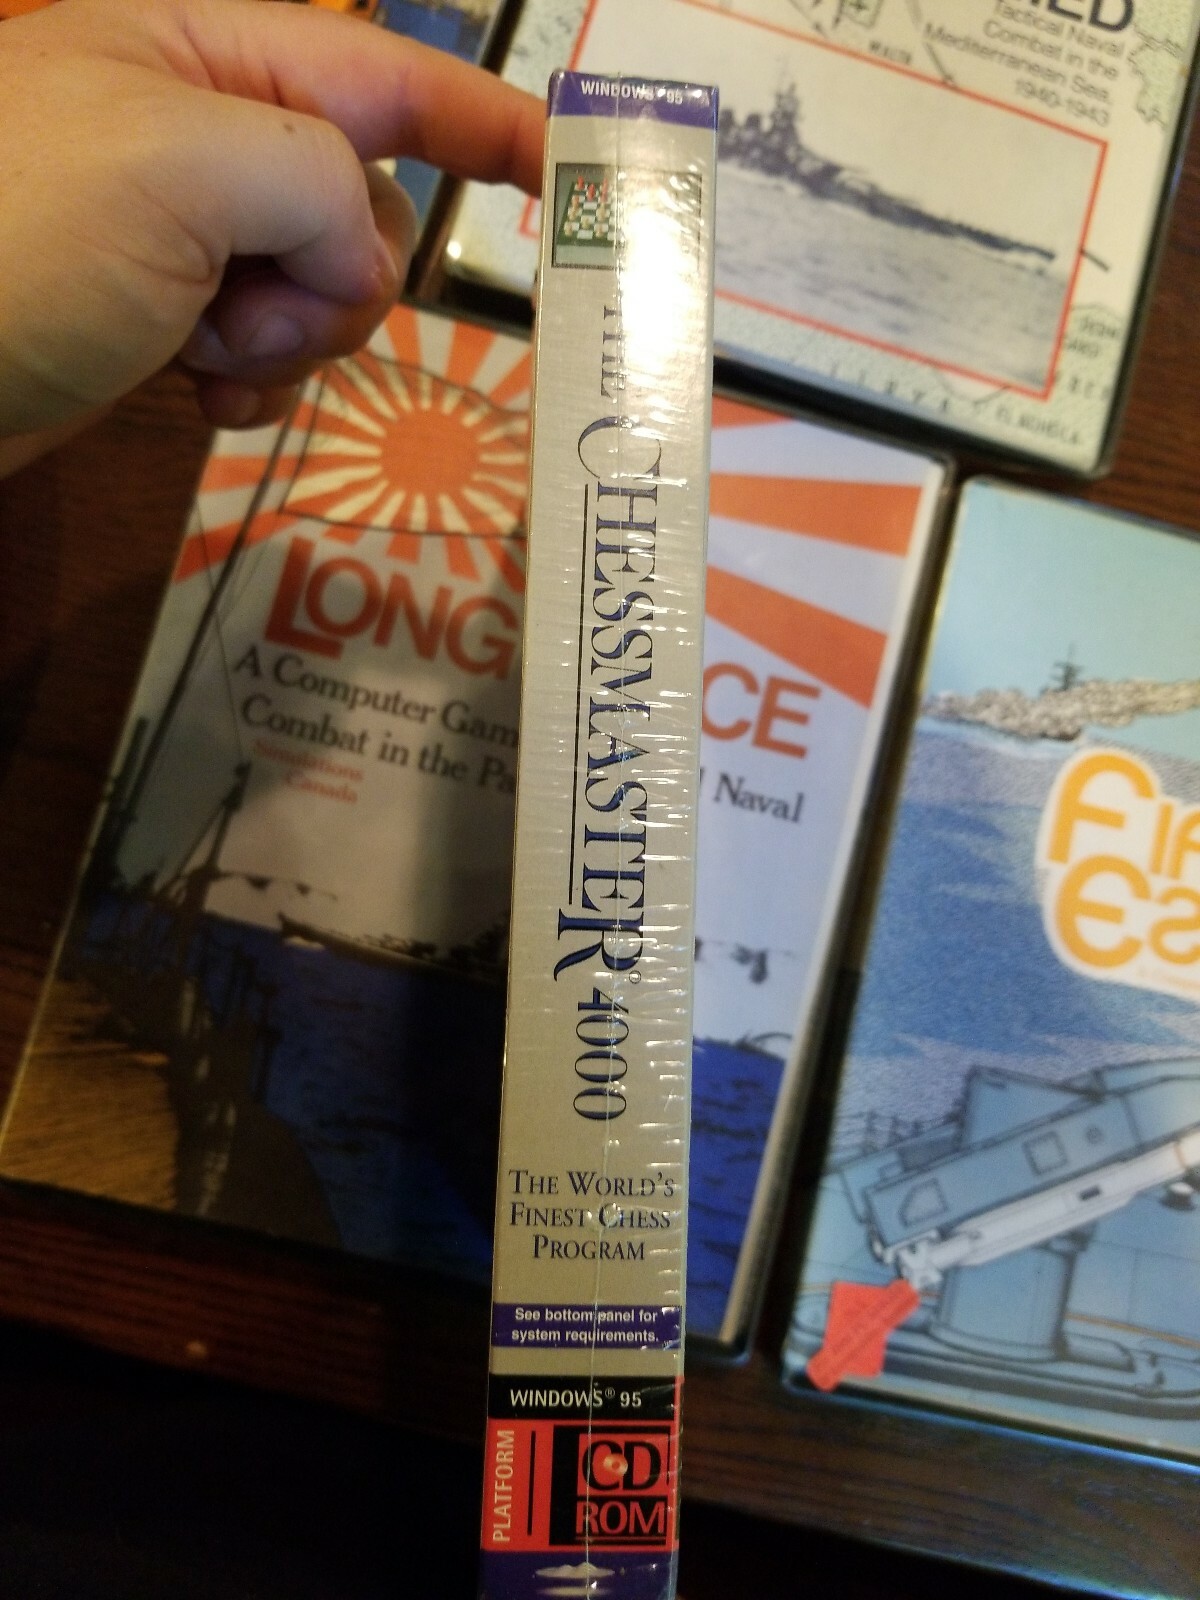 WINDOWS® 95
THE CHESSMASTER® 4000
THE WORLD'S
FINEST CHESS
PROGRAM
See bottom panel for
system requirements.
WINDOWS® 95
PLATFORM
CD
ROM
Tactical Naval
Combat in the
Mediterranean Sea,
1940-1943
MALTA
LONG
CE
A Computer
Naval
Combat in the
Simulations
Canada